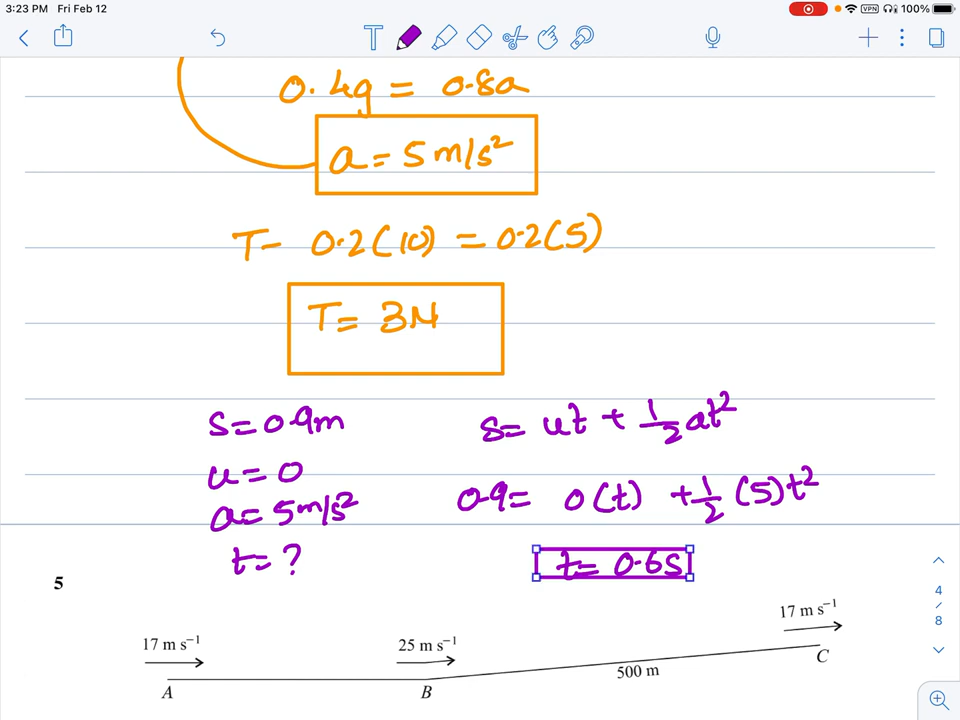 3:23 PM Fri Feb 12
VPN 100%
T
0.4g = 0.8a
a = 5 m/s²
T = 0.2(10) = 0.2(5)
T = 3N
s = 0.9m s = ut + ½at²
u = 0 0.9 = 0(t) + ½(5)t²
a = 5m/s²
t = ? t = 0.6s
5
4
/
8
17 m s⁻¹
17 m s⁻¹ 25 m s⁻¹
500 m C
A B